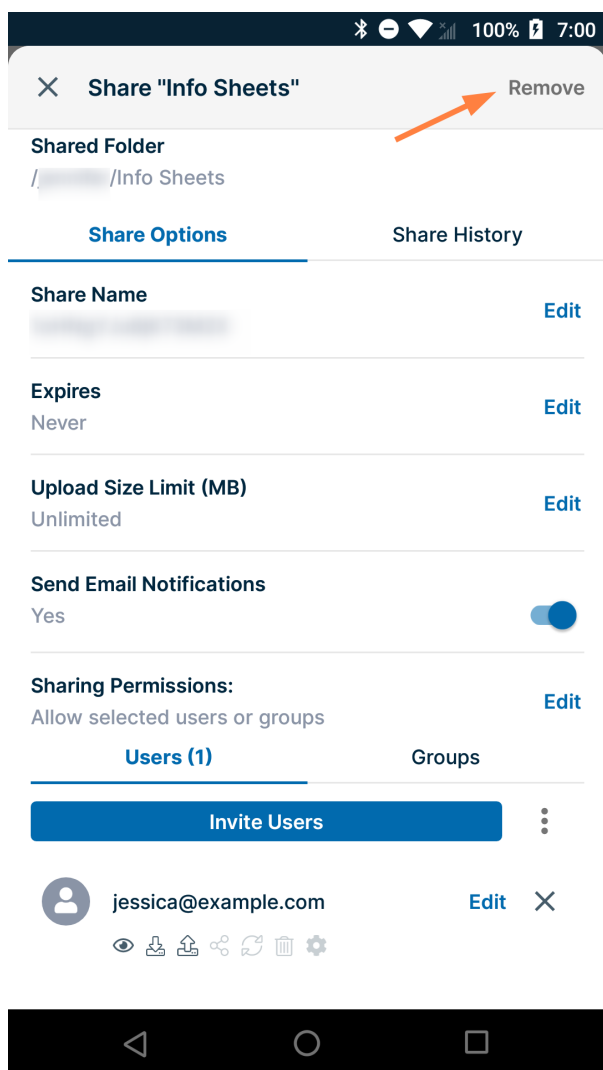 100% 7:00
Share "Info Sheets" Remove
Shared Folder
/ /Info Sheets
Share Options Share History
Share Name
Edit
Expires
Never
Edit
Upload Size Limit (MB)
Unlimited
Edit
Send Email Notifications
Yes
Sharing Permissions:
Allow selected users or groups
Edit
Users (1) Groups
Invite Users
jessica@example.com Edit